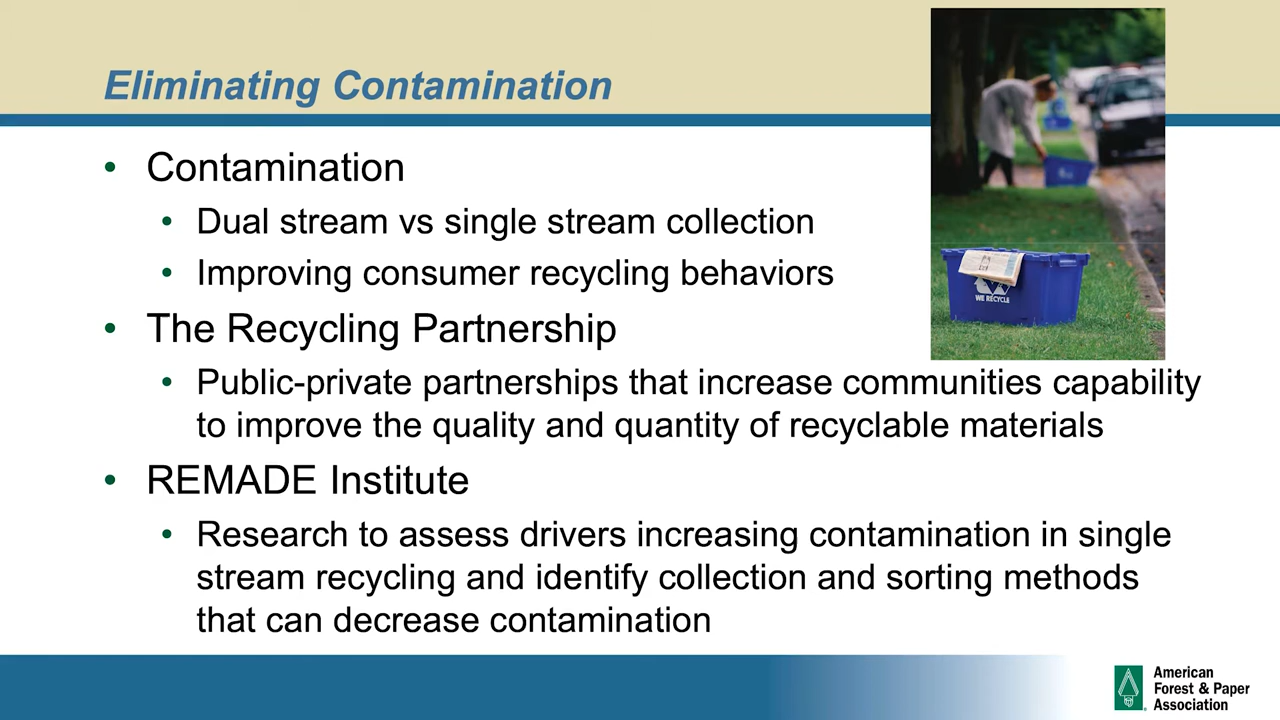 Eliminating Contamination
• Contamination
• Dual stream vs single stream collection
• Improving consumer recycling behaviors
• The Recycling Partnership
• Public-private partnerships that increase communities capability
to improve the quality and quantity of recyclable materials
• REMADE Institute
• Research to assess drivers increasing contamination in single
stream recycling and identify collection and sorting methods
that can decrease contamination
WE RECYCLE
American
Forest & Paper
Association